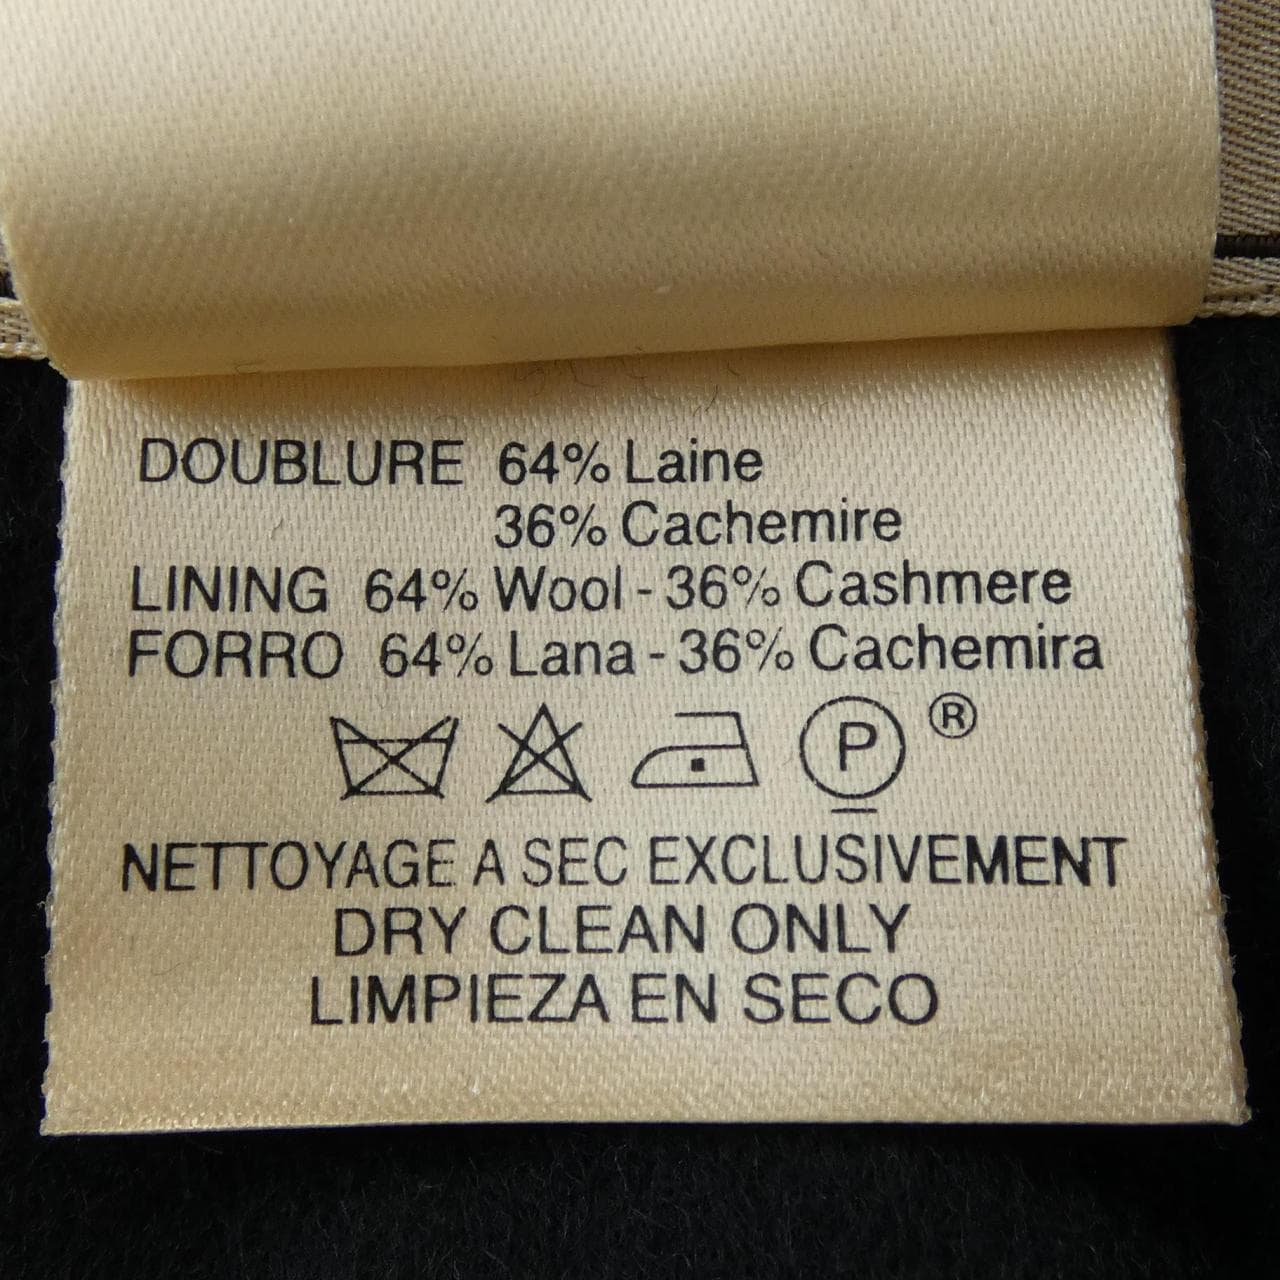 DOUBLURE 64% Laine
36% Cachemire
LINING 64% Wool - 36% Cashmere
FORRO 64% Lana - 36% Cachemira
P ®
NETTOYAGE A SEC EXCLUSIVEMENT
DRY CLEAN ONLY
LIMPIEZA EN SECO